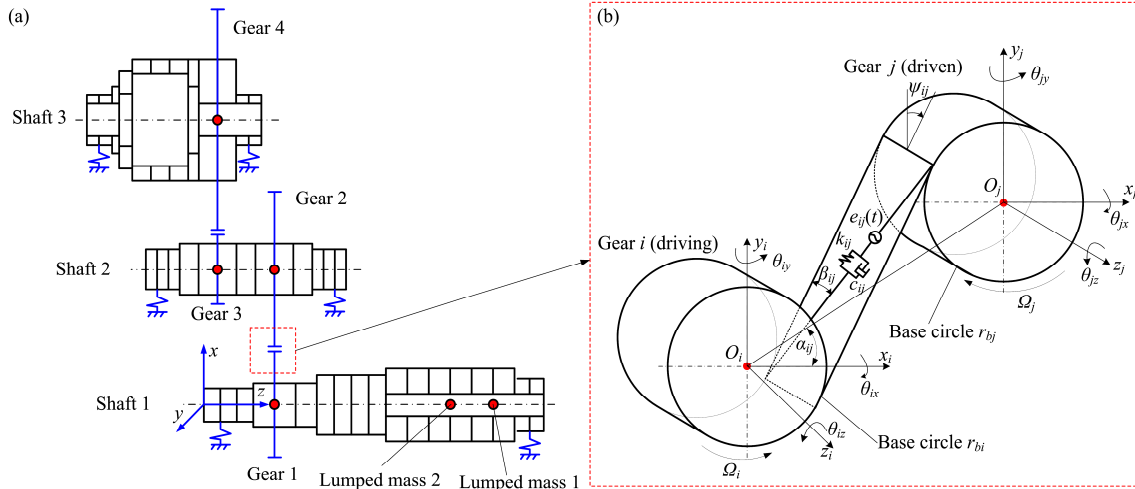 (a)
Gear 4
Shaft 3
Gear 2
Shaft 2
Gear 3
x
z
y
Shaft 1
Gear 1
Lumped mass 2
Lumped mass 1
(b)
y_j
θ_jy
Gear j (driven)
ψ_ij
O_j
x_j
θ_jx
e_ij(t)
k_ij
c_ij
z_j
θ_jz
Ω_j
Gear i (driving)
y_i
θ_iy
β_ij
Base circle r_bj
O_i
α_ij
x_i
θ_ix
θ_iz
z_i
Base circle r_bi
Ω_i